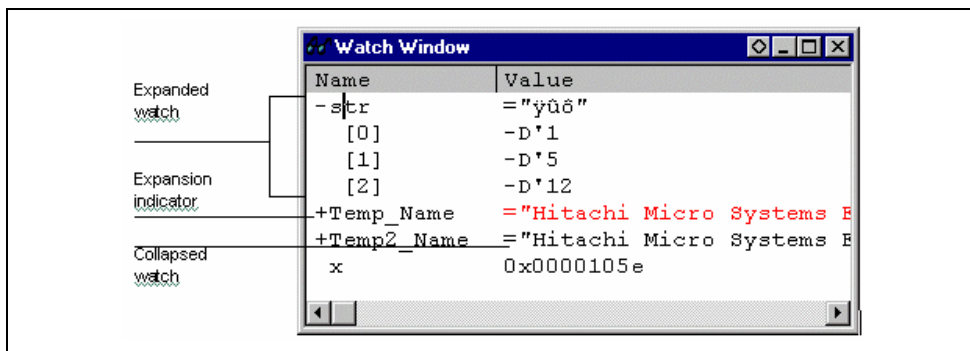 Watch Window
Name Value
Expanded
watch
-str ="ÿûô"
[0] -D'1
[1] -D'5
[2] -D'12
Expansion
indicator
+Temp_Name ="Hitachi Micro Systems E
+Temp2_Name ="Hitachi Micro Systems E
Collapsed
watch
x 0x0000105e